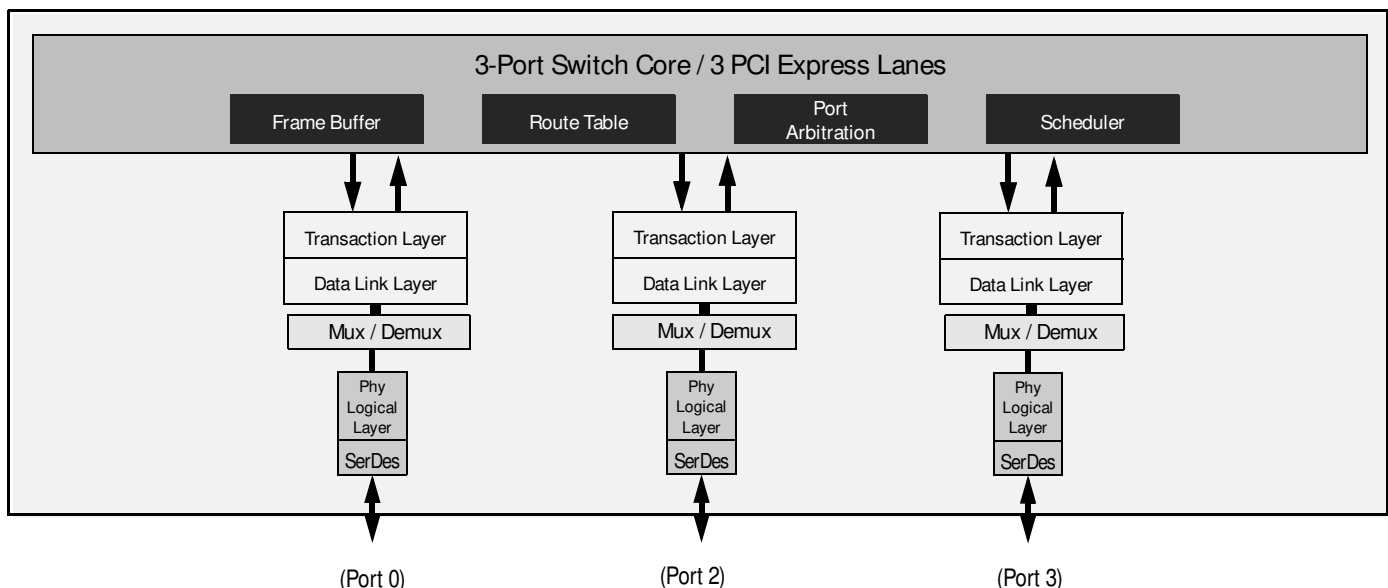 3-Port Switch Core / 3 PCI Express Lanes
Frame Buffer
Route Table
Port
Arbitration
Scheduler
Transaction Layer
Data Link Layer
Mux / Demux
Phy
Logical
Layer
SerDes
(Port 0)
Transaction Layer
Data Link Layer
Mux / Demux
Phy
Logical
Layer
SerDes
(Port 2)
Transaction Layer
Data Link Layer
Mux / Demux
Phy
Logical
Layer
SerDes
(Port 3)